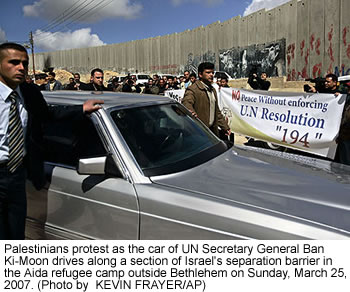 No Peace Without enforcing
U.N Resolution
"194"
Palestinians protest as the car of UN Secretary General Ban
Ki-Moon drives along a section of Israel's separation barrier in
the Aida refugee camp outside Bethlehem on Sunday, March 25,
2007. (Photo by KEVIN FRAYER/AP)